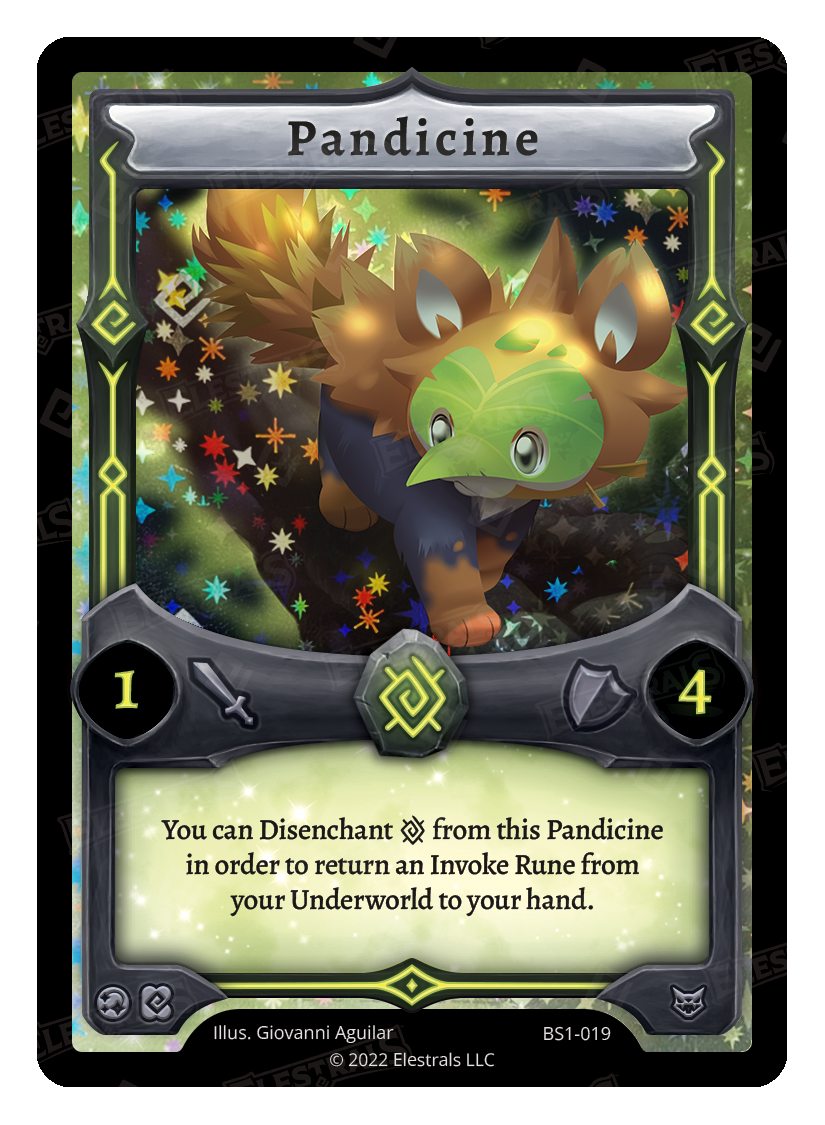 Pandicine
1
4
You can Disenchant from this Pandicine
in order to return an Invoke Rune from
your Underworld to your hand.
Illus. Giovanni Aguilar
BS1-019
© 2022 Elestrals LLC
ELESTRALS